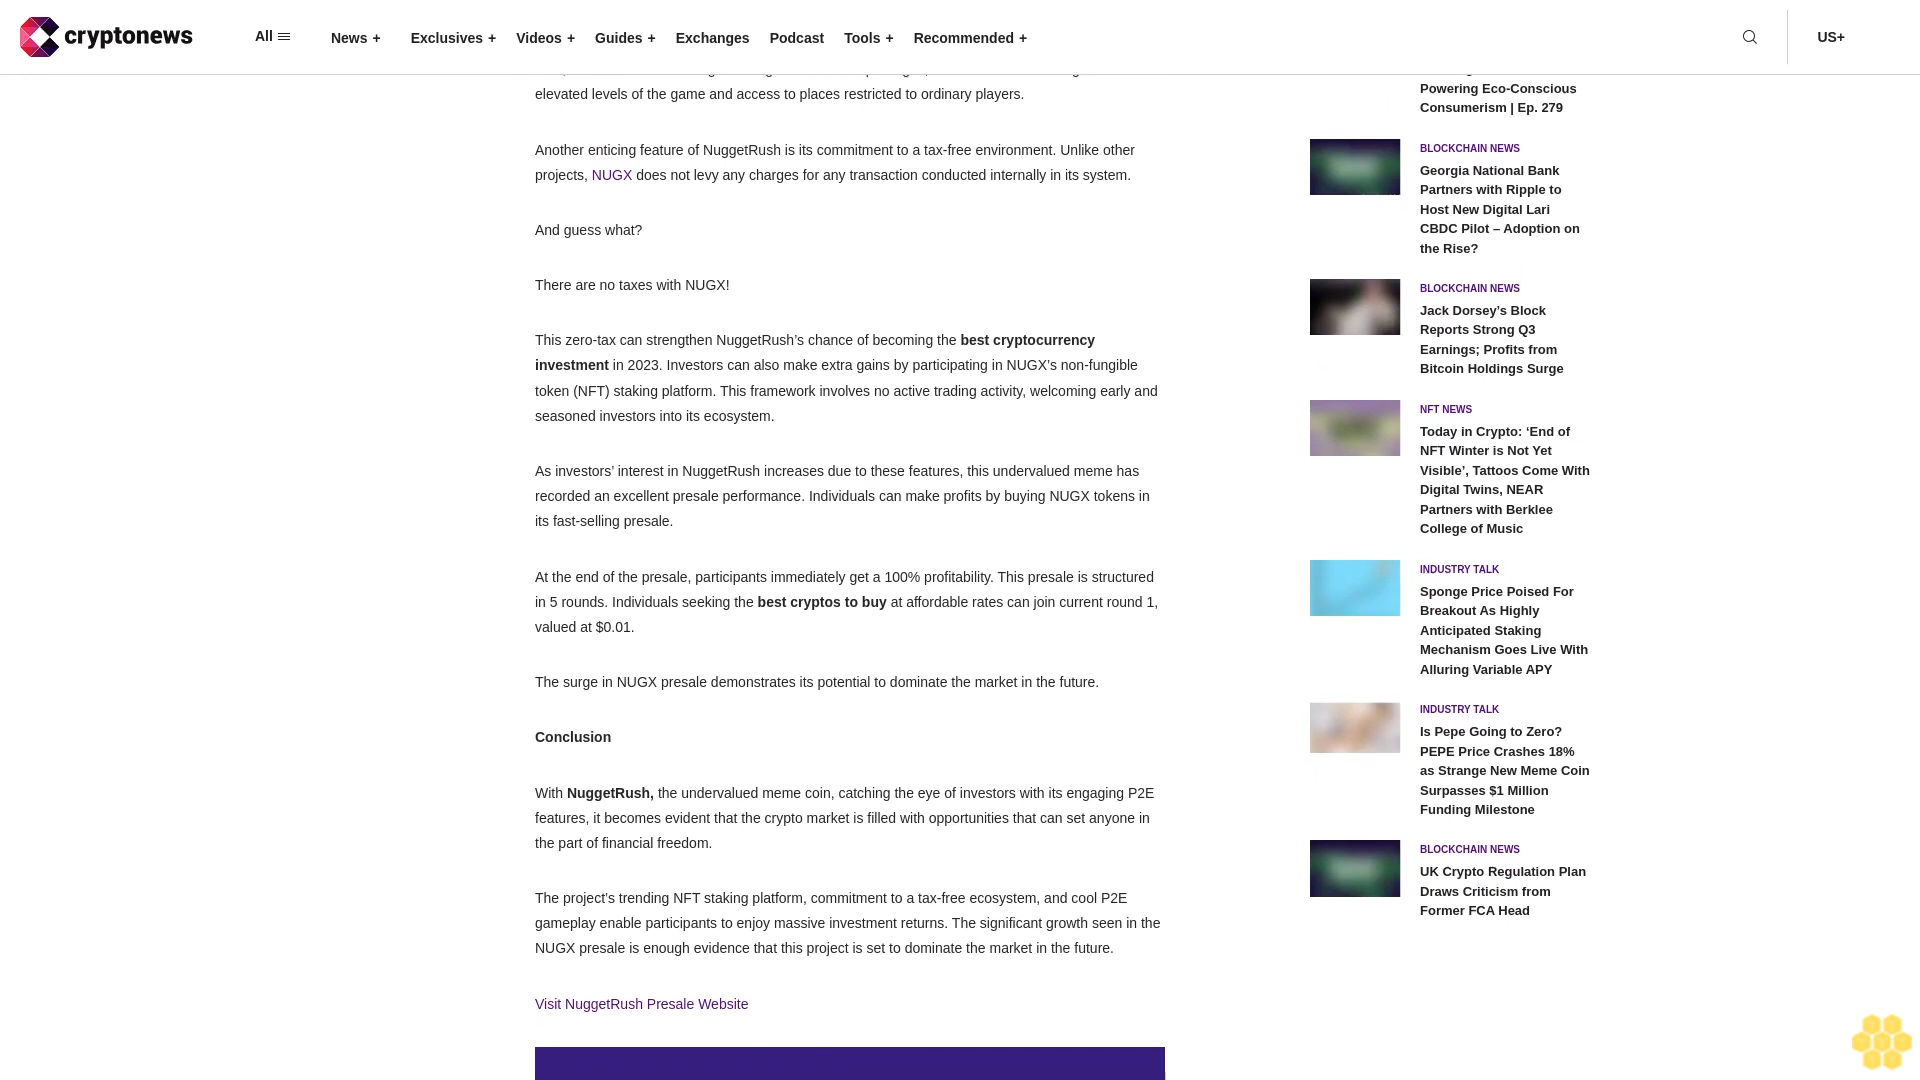 cryptonews
All
News +
Exclusives +
Videos +
Guides +
Exchanges
Podcast
Tools +
Recommended +
US+
elevated levels of the game and access to places restricted to ordinary players.
Another enticing feature of NuggetRush is its commitment to a tax-free environment. Unlike other
projects, NUGX does not levy any charges for any transaction conducted internally in its system.
And guess what?
There are no taxes with NUGX!
This zero-tax can strengthen NuggetRush’s chance of becoming the best cryptocurrency
investment in 2023. Investors can also make extra gains by participating in NUGX’s non-fungible
token (NFT) staking platform. This framework involves no active trading activity, welcoming early and
seasoned investors into its ecosystem.
As investors’ interest in NuggetRush increases due to these features, this undervalued meme has
recorded an excellent presale performance. Individuals can make profits by buying NUGX tokens in
its fast-selling presale.
At the end of the presale, participants immediately get a 100% profitability. This presale is structured
in 5 rounds. Individuals seeking the best cryptos to buy at affordable rates can join current round 1,
valued at $0.01.
The surge in NUGX presale demonstrates its potential to dominate the market in the future.
Conclusion
With NuggetRush, the undervalued meme coin, catching the eye of investors with its engaging P2E
features, it becomes evident that the crypto market is filled with opportunities that can set anyone in
the part of financial freedom.
The project’s trending NFT staking platform, commitment to a tax-free ecosystem, and cool P2E
gameplay enable participants to enjoy massive investment returns. The significant growth seen in the
NUGX presale is enough evidence that this project is set to dominate the market in the future.
Visit NuggetRush Presale Website
Powering Eco-Conscious
Consumerism | Ep. 279
BLOCKCHAIN NEWS
Georgia National Bank
Partners with Ripple to
Host New Digital Lari
CBDC Pilot – Adoption on
the Rise?
BLOCKCHAIN NEWS
Jack Dorsey’s Block
Reports Strong Q3
Earnings; Profits from
Bitcoin Holdings Surge
NFT NEWS
Today in Crypto: ‘End of
NFT Winter is Not Yet
Visible’, Tattoos Come With
Digital Twins, NEAR
Partners with Berklee
College of Music
INDUSTRY TALK
Sponge Price Poised For
Breakout As Highly
Anticipated Staking
Mechanism Goes Live With
Alluring Variable APY
INDUSTRY TALK
Is Pepe Going to Zero?
PEPE Price Crashes 18%
as Strange New Meme Coin
Surpasses $1 Million
Funding Milestone
BLOCKCHAIN NEWS
UK Crypto Regulation Plan
Draws Criticism from
Former FCA Head